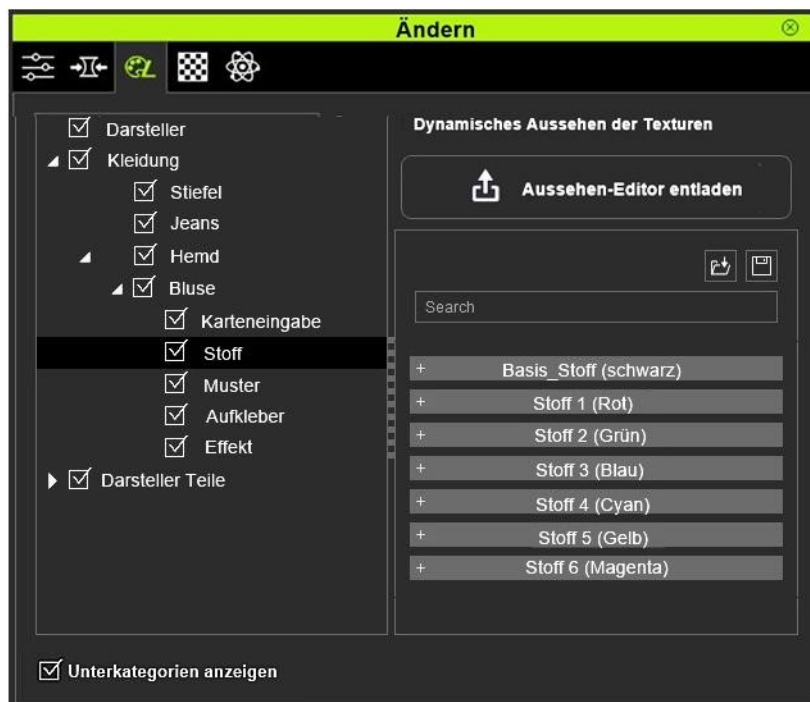 Ändern
Darsteller
Kleidung
Stiefel
Jeans
Hemd
Bluse
Karteneingabe
Stoff
Muster
Aufkleber
Effekt
Darsteller Teile
Dynamisches Aussehen der Texturen
Aussehen-Editor entladen
Search
+ Basis_Stoff (schwarz)
+ Stoff 1 (Rot)
+ Stoff 2 (Grün)
+ Stoff 3 (Blau)
+ Stoff 4 (Cyan)
+ Stoff 5 (Gelb)
+ Stoff 6 (Magenta)
Unterkategorien anzeigen